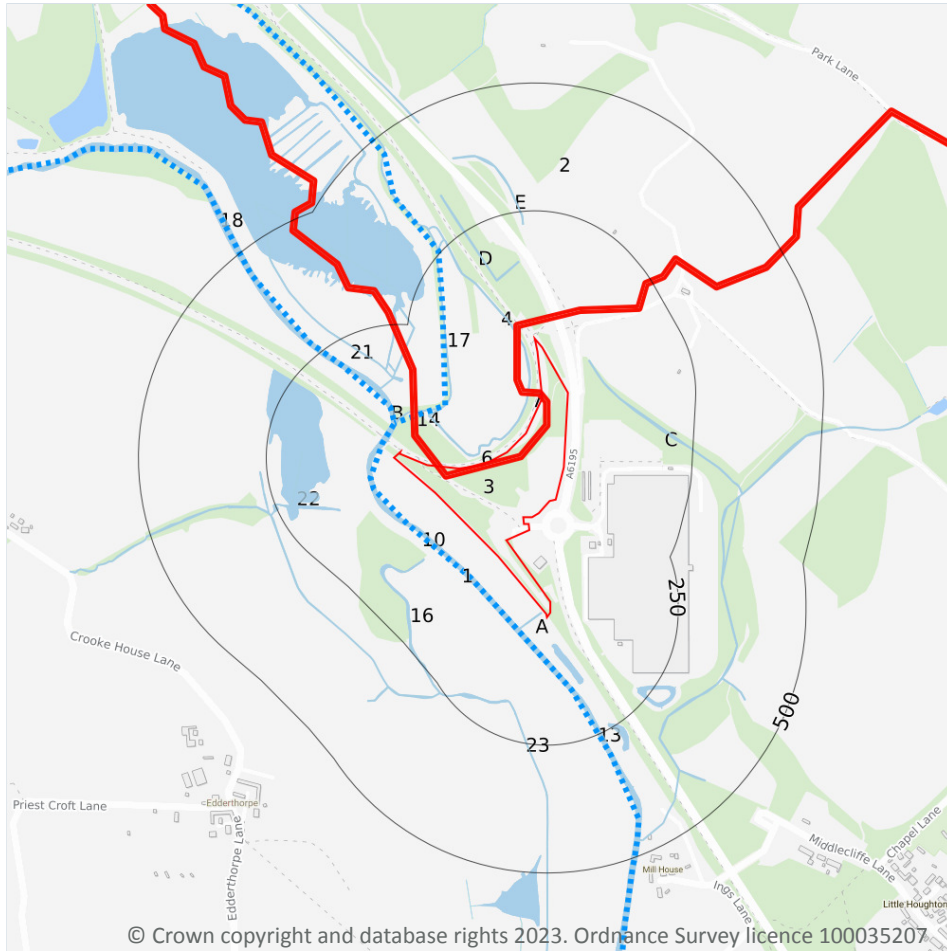 Park Lane
2
E
18
D
4
17
21
7
B
14
A6195
C
6
3
22
10
1
250
16
A
Crooke House Lane
500
13
23
Priest Croft Lane
Edderthorpe
Edderthorpe Lane
Middlecliffe Lane
Chapel Lane
Mill House
Ings Lane
Little Houghton
© Crown copyright and database rights 2023. Ordnance Survey licence 100035207